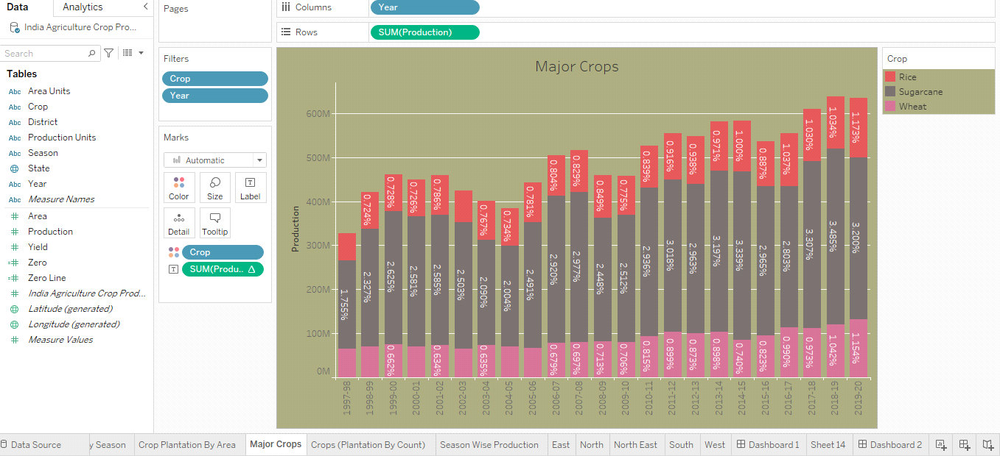 Data
Analytics
India Agriculture Crop Pro...
Search
Tables
Abc Area Units
Abc Crop
Abc District
Abc Production Units
Abc Season
State
Abc Year
Abc Measure Names
Area
Production
Yield
Zero
Zero Line
India Agriculture Crop Prod...
Latitude (generated)
Longitude (generated)
Measure Values
Pages
Filters
Crop
Year
Marks
Automatic
Color Size Label
Detail Tooltip
Crop
SUM(Produ.. Δ
Columns Year
Rows SUM(Production)
Major Crops
Production
600M
500M
400M
300M
200M
100M
0M
0.724% 0.728% 0.726% 0.786% 0.767% 0.734% 0.781% 0.804% 0.829% 0.849% 0.775% 0.839% 0.916% 0.938% 0.971% 1.000% 0.887% 1.037% 1.030% 1.034% 1.173%
1.755% 2.327% 2.625% 2.581% 2.585% 2.503% 2.090% 2.004% 2.491% 2.920% 2.977% 2.448% 2.512% 2.936% 3.018% 2.963% 3.197% 3.339% 2.965% 2.803% 3.307% 3.485% 3.200%
0.662% 0.634% 0.635% 0.679% 0.697% 0.713% 0.706% 0.815% 0.899% 0.873% 0.898% 0.740% 0.823% 0.990% 0.973% 1.042% 1.154%
1997-98 1998-99 1999-00 2000-01 2001-02 2002-03 2003-04 2004-05 2005-06 2006-07 2007-08 2008-09 2009-10 2010-11 2011-12 2012-13 2013-14 2014-15 2015-16 2016-17 2017-18 2018-19 2019-20
Crop
Rice
Sugarcane
Wheat
Data Source y Season Crop Plantation By Area Major Crops Crops (Plantation By Count) Season Wise Production East North North East South West Dashboard 1 Sheet 14 Dashboard 2